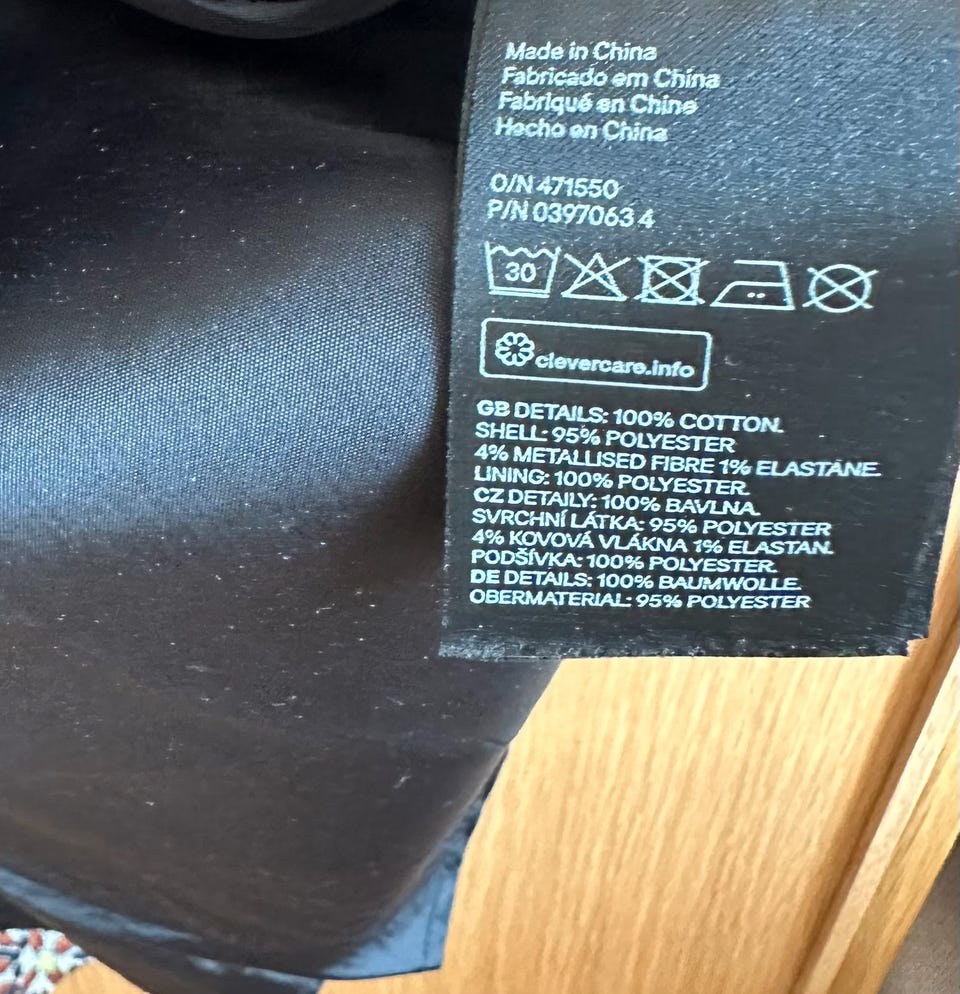 Made in China
Fabricado em China
Fabriqué en Chine
Hecho en China
O/N 471550
P/N 0397063 4
30
clevercare.info
GB DETAILS: 100% COTTON.
SHELL: 95% POLYESTER
4% METALLISED FIBRE 1% ELASTANE.
LINING: 100% POLYESTER.
CZ DETAILY: 100% BAVLNA.
SVRCHNÍ LÁTKA: 95% POLYESTER
4% KOVOVÁ VLÁKNA 1% ELASTAN.
PODŠÍVKA: 100% POLYESTER.
DE DETAILS: 100% BAUMWOLLE.
OBERMATERIAL: 95% POLYESTER